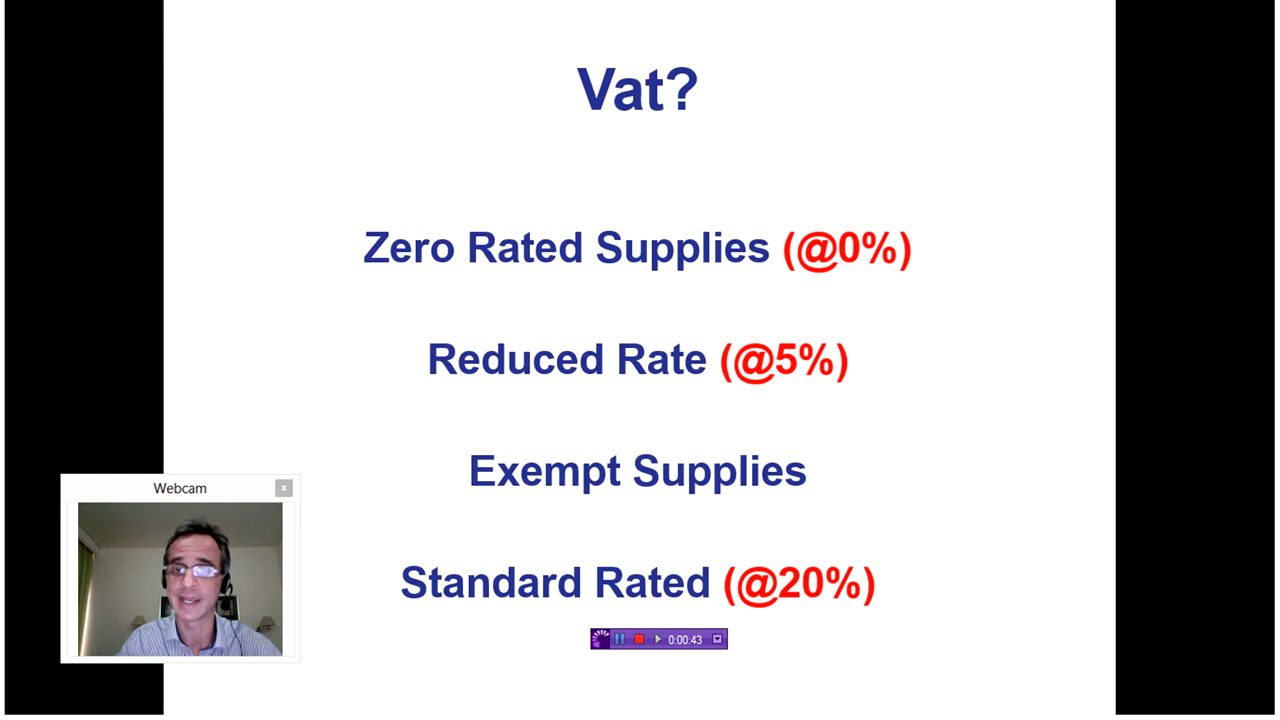 Vat?
Zero Rated Supplies (@0%)
Reduced Rate (@5%)
Exempt Supplies
Webcam x
Standard Rated (@20%)
0:00:43